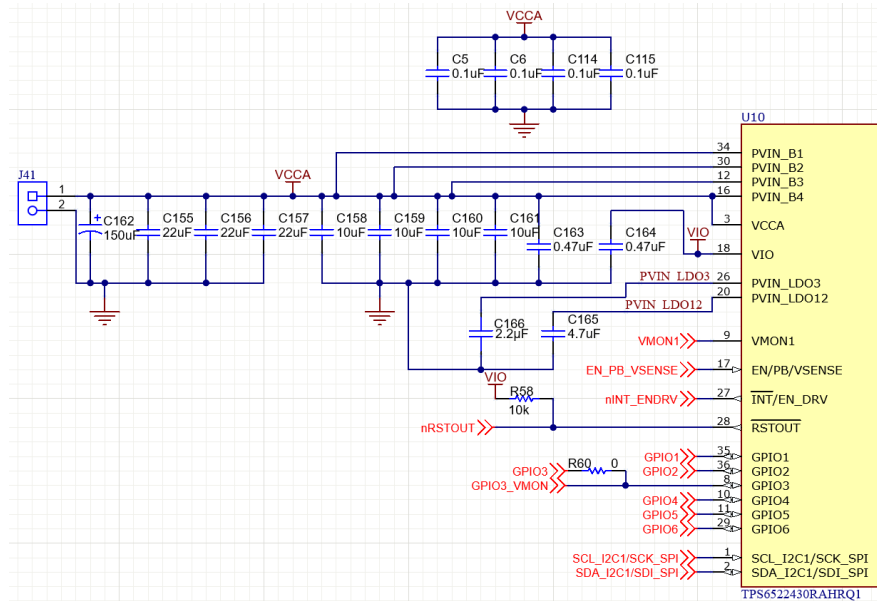 VCCA
C5
0.1uF
C6
0.1uF
C114
0.1uF
C115
0.1uF
U10
J41
1
2
VCCA
C162
150uF
C155
22uF
C156
22uF
C157
22uF
C158
10uF
C159
10uF
C160
10uF
C161
10uF
C163
0.47uF
C164
0.47uF
VIO
34 PVIN_B1
30 PVIN_B2
12 PVIN_B3
16 PVIN_B4
3 VCCA
18 VIO
PVIN_LDO3 26 PVIN_LDO3
PVIN_LDO12 20 PVIN_LDO12
C166
2.2µF
C165
4.7uF
VMON1 9 VMON1
EN_PB_VSENSE 17 EN/PB/VSENSE
VIO
R58
10k
nINT_ENDRV 27 INT/EN_DRV
nRSTOUT 28 RSTOUT
GPIO1 35 GPIO1
GPIO2 36 GPIO2
GPIO3 R60 0
GPIO3_VMON 8 GPIO3
GPIO4 10 GPIO4
GPIO5 11 GPIO5
GPIO6 29 GPIO6
SCL_I2C1/SCK_SPI 1 SCL_I2C1/SCK_SPI
SDA_I2C1/SDI_SPI 2 SDA_I2C1/SDI_SPI
TPS6522430RAHRQ1